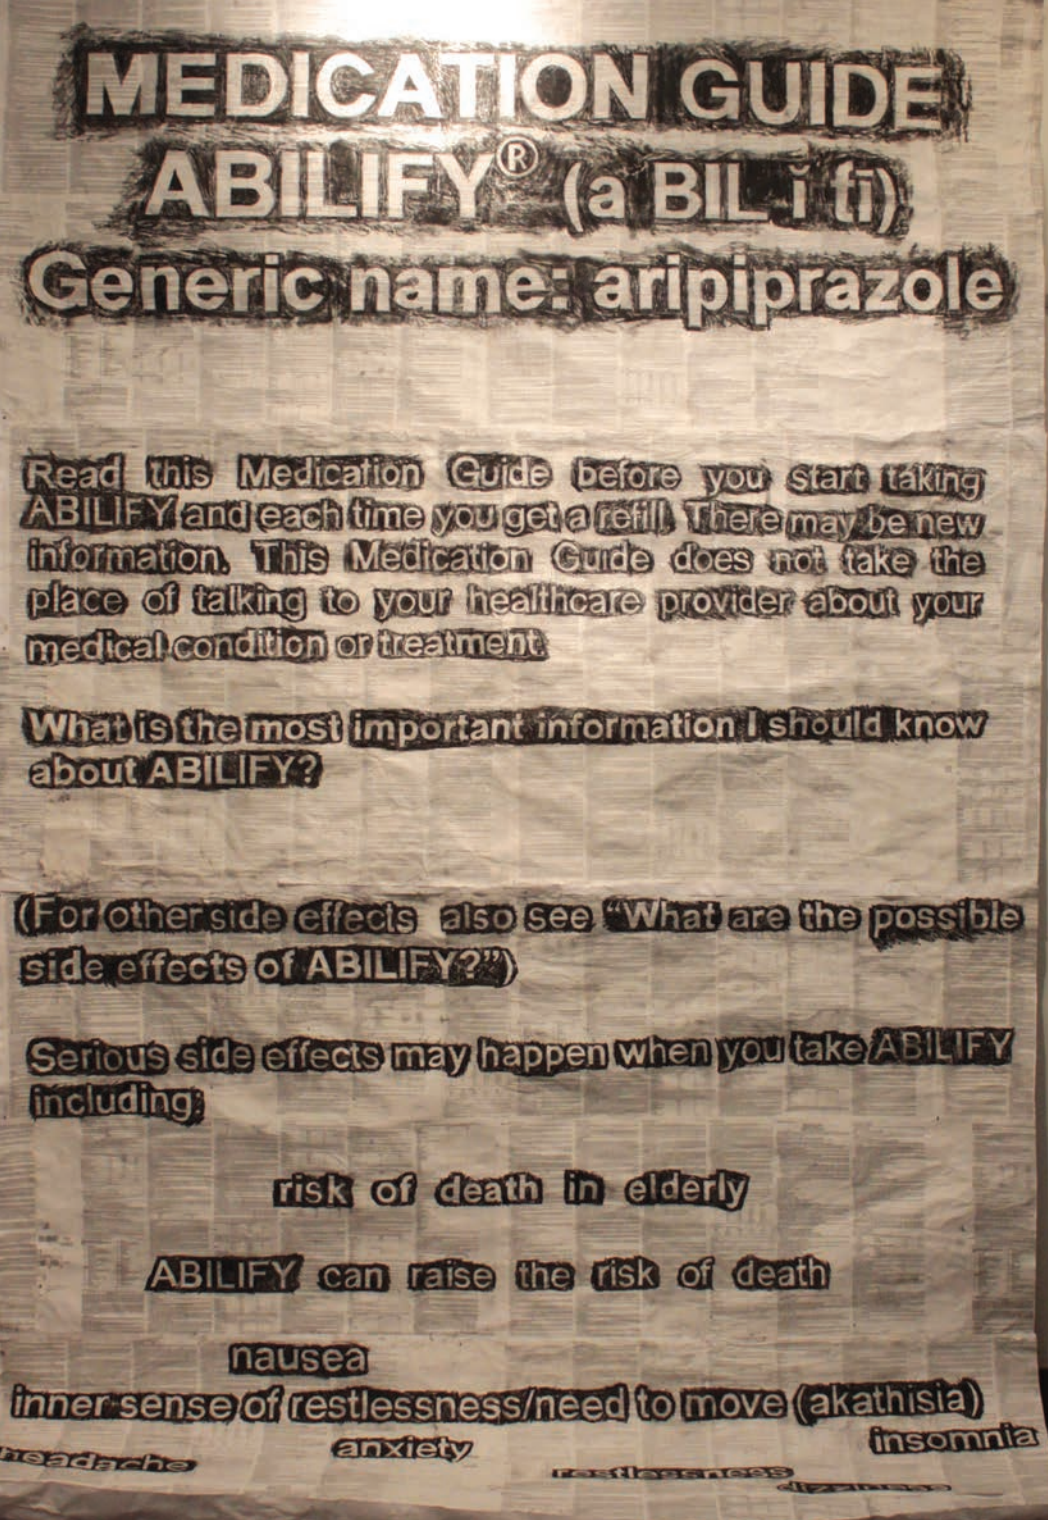 MEDICATION GUIDE
ABILIFY® (a BIL ĭ fī)
Generic name: aripiprazole
Read this Medication Guide before you start taking
ABILIFY and each time you get a refill. There may be new
information. This Medication Guide does not take the
place of talking to your healthcare provider about your
medical condition or treatment.
What is the most important information I should know
about ABILIFY?
(For other side effects also see “What are the possible
side effects of ABILIFY?”)
Serious side effects may happen when you take ABILIFY
including:
risk of death in elderly
ABILIFY can raise the risk of death
nausea
inner sense of restlessness/need to move (akathisia)
anxiety insomnia
headache restlessness
dizziness